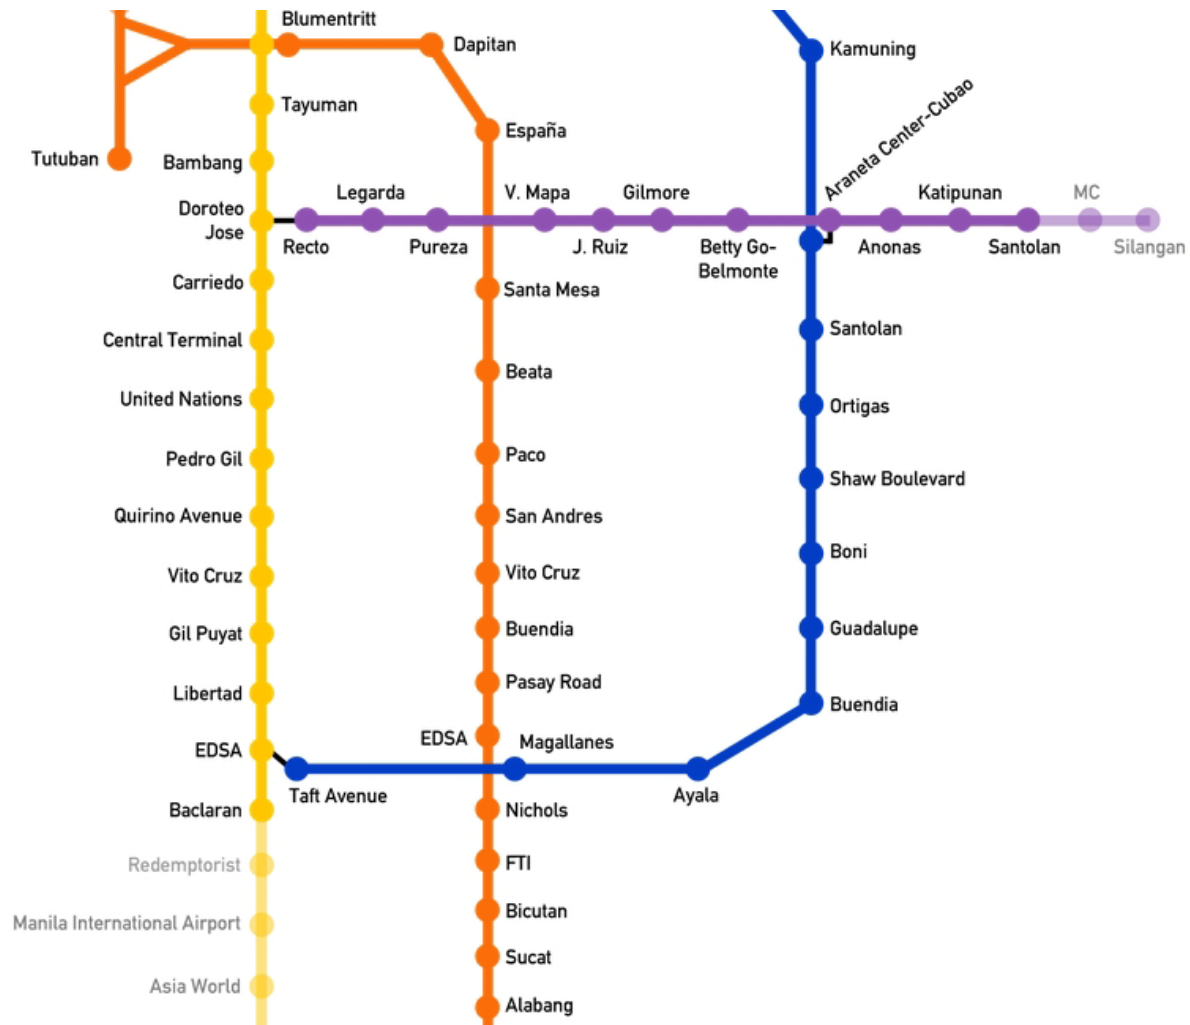 Blumentritt
Dapitan
Kamuning
Tayuman
España
Tutuban
Bambang
Araneta Center-Cubao
Legarda
V. Mapa
Gilmore
Katipunan
MC
Doroteo
Jose
Recto
Pureza
J. Ruiz
Betty Go-
Belmonte
Anonas
Santolan
Silangan
Carriedo
Santa Mesa
Central Terminal
Santolan
Beata
United Nations
Ortigas
Pedro Gil
Paco
Shaw Boulevard
Quirino Avenue
San Andres
Boni
Vito Cruz
Vito Cruz
Gil Puyat
Buendia
Guadalupe
Libertad
Pasay Road
Buendia
EDSA
EDSA
Magallanes
Taft Avenue
Ayala
Baclaran
Nichols
Redemptorist
FTI
Manila International Airport
Bicutan
Sucat
Asia World
Alabang